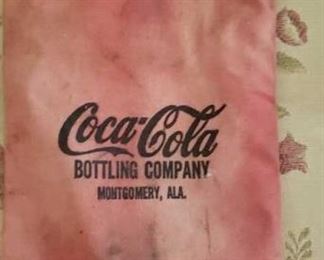 Coca-Cola
BOTTLING COMPANY
MONTGOMERY, ALA.